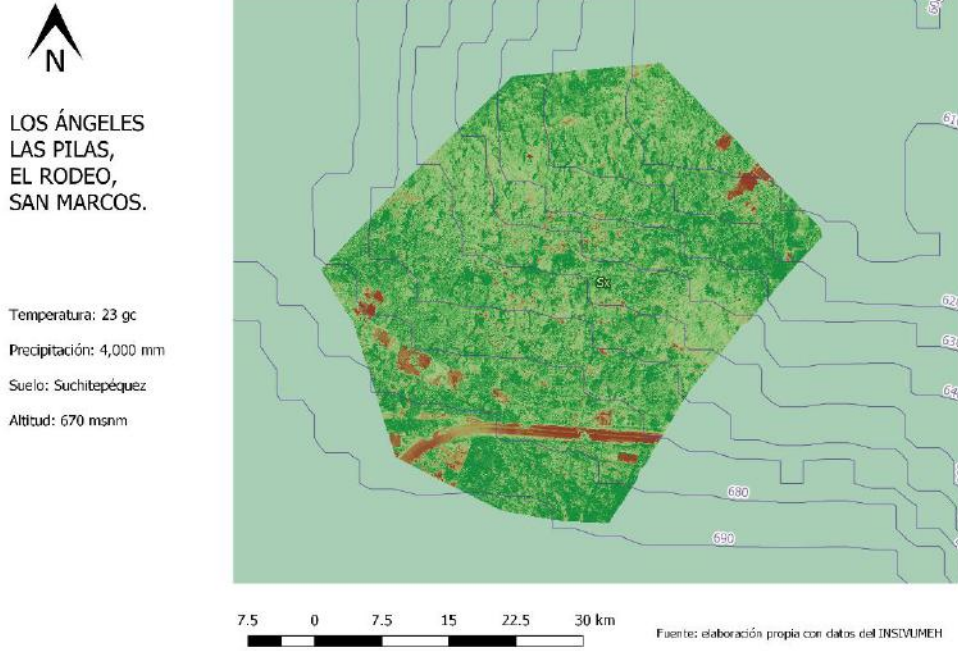 N
LOS ÁNGELES
LAS PILAS,
EL RODEO,
SAN MARCOS.
Temperatura: 23 gc
Precipitación: 4,000 mm
Suelo: Suchitepéquez
Altitud: 670 msnm
Sx
680
690
7.5 0 7.5 15 22.5 30 km
Fuente: elaboración propia con datos del INSIVUMEH